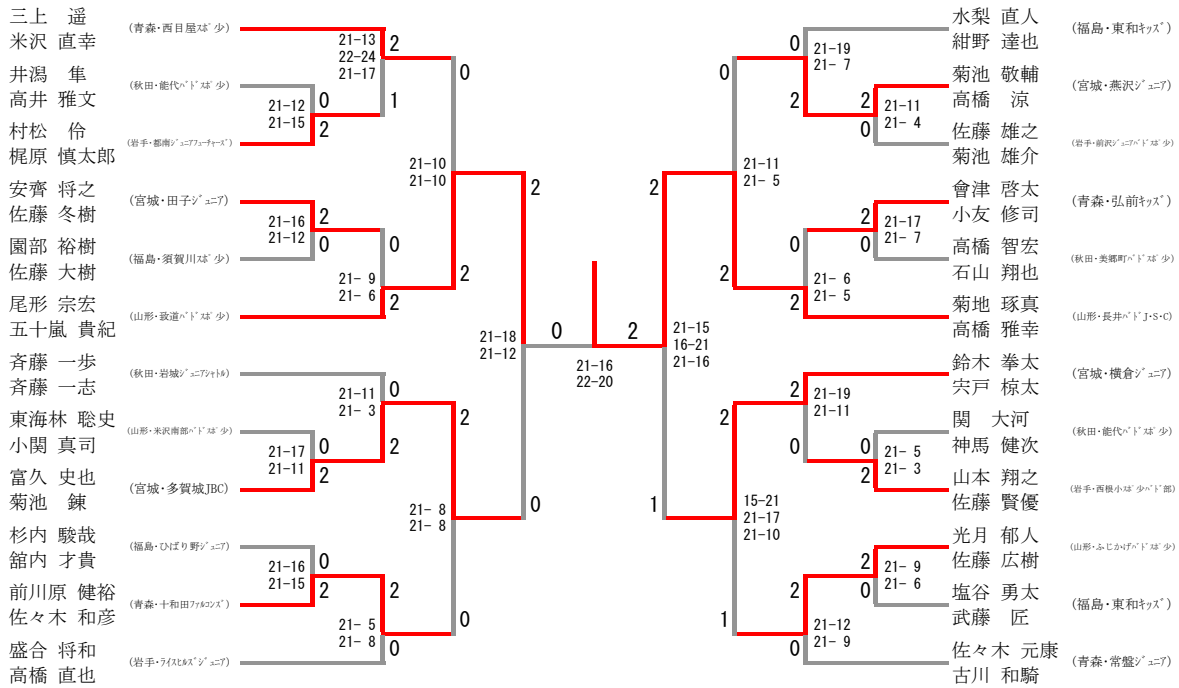 三上　遥
米沢 直幸
(青森・西目屋ｽﾎﾟ少)
井潟　隼
高井 雅文
(秋田・能代ﾊﾞﾄﾞｽﾎﾟ少)
村松　伶
梶原 慎太郎
(岩手・都南ｼﾞｭﾆｱﾌｭｰﾁｬｰｽﾞ)
安齊 将之
佐藤 冬樹
(宮城・田子ｼﾞｭﾆｱ)
園部 裕樹
佐藤 大樹
(福島・須賀川ｽﾎﾟ少)
尾形 宗宏
五十嵐 貴紀
(山形・致道ﾊﾞﾄﾞｽﾎﾟ少)
斉藤 一歩
斉藤 一志
(秋田・岩城ｼﾞｭﾆｱｼｬﾄﾙ)
東海林 聡史
小関 真司
(山形・米沢南部ﾊﾞﾄﾞｽﾎﾟ少)
富久 史也
菊池　錬
(宮城・多賀城JBC)
杉内 駿哉
舘内 才貴
(福島・ひばり野ｼﾞｭﾆｱ)
前川原 健裕
佐々木 和彦
(青森・十和田ﾌｧﾙｺﾝｽﾞ)
盛合 将和
高橋 直也
(岩手・ﾗｲｽﾋﾙｽﾞｼﾞｭﾆｱ)
21-13
22-24
21-17
2
1
21-12
21-15
0
2
21-16
21-12
2
0
21- 9
21- 6
0
2
21-10
21-10
0
2
21-11
21- 3
0
2
21-17
21-11
0
2
21-16
21-15
0
2
21- 5
21- 8
2
0
21- 8
21- 8
2
0
21-18
21-12
2
0
0
2
21-16
22-20
2
1
21-15
16-21
21-16
0
2
21-11
21- 5
0
2
21-19
21- 7
2
0
21-11
21- 4
2
0
21-17
21- 7
0
2
21- 6
21- 5
2
1
15-21
21-17
21-10
2
0
21-19
21-11
0
2
21- 5
21- 3
2
0
21- 9
21- 6
2
0
21-12
21- 9
水梨 直人
紺野 達也
(福島・東和ｷｯｽﾞ)
菊池 敬輔
高橋　涼
(宮城・燕沢ｼﾞｭﾆｱ)
佐藤 雄之
菊池 雄介
(岩手・前沢ｼﾞｭﾆｱﾊﾞﾄﾞｽﾎﾟ少)
會津 啓太
小友 修司
(青森・弘前ｷｯｽﾞ)
高橋 智宏
石山 翔也
(秋田・美郷町ﾊﾞﾄﾞｽﾎﾟ少)
菊地 琢真
高橋 雅幸
(山形・長井ﾊﾞﾄﾞJ・S・C)
鈴木 拳太
宍戸 椋太
(宮城・横倉ｼﾞｭﾆｱ)
関　大河
神馬 健次
(秋田・能代ﾊﾞﾄﾞｽﾎﾟ少)
山本 翔之
佐藤 賢優
(岩手・西根小ｽﾎﾟ少ﾊﾞﾄﾞ部)
光月 郁人
佐藤 広樹
(山形・ふじかげﾊﾞﾄﾞｽﾎﾟ少)
塩谷 勇太
武藤　匠
(福島・東和ｷｯｽﾞ)
佐々木 元康
古川 和騎
(青森・常盤ｼﾞｭﾆｱ)